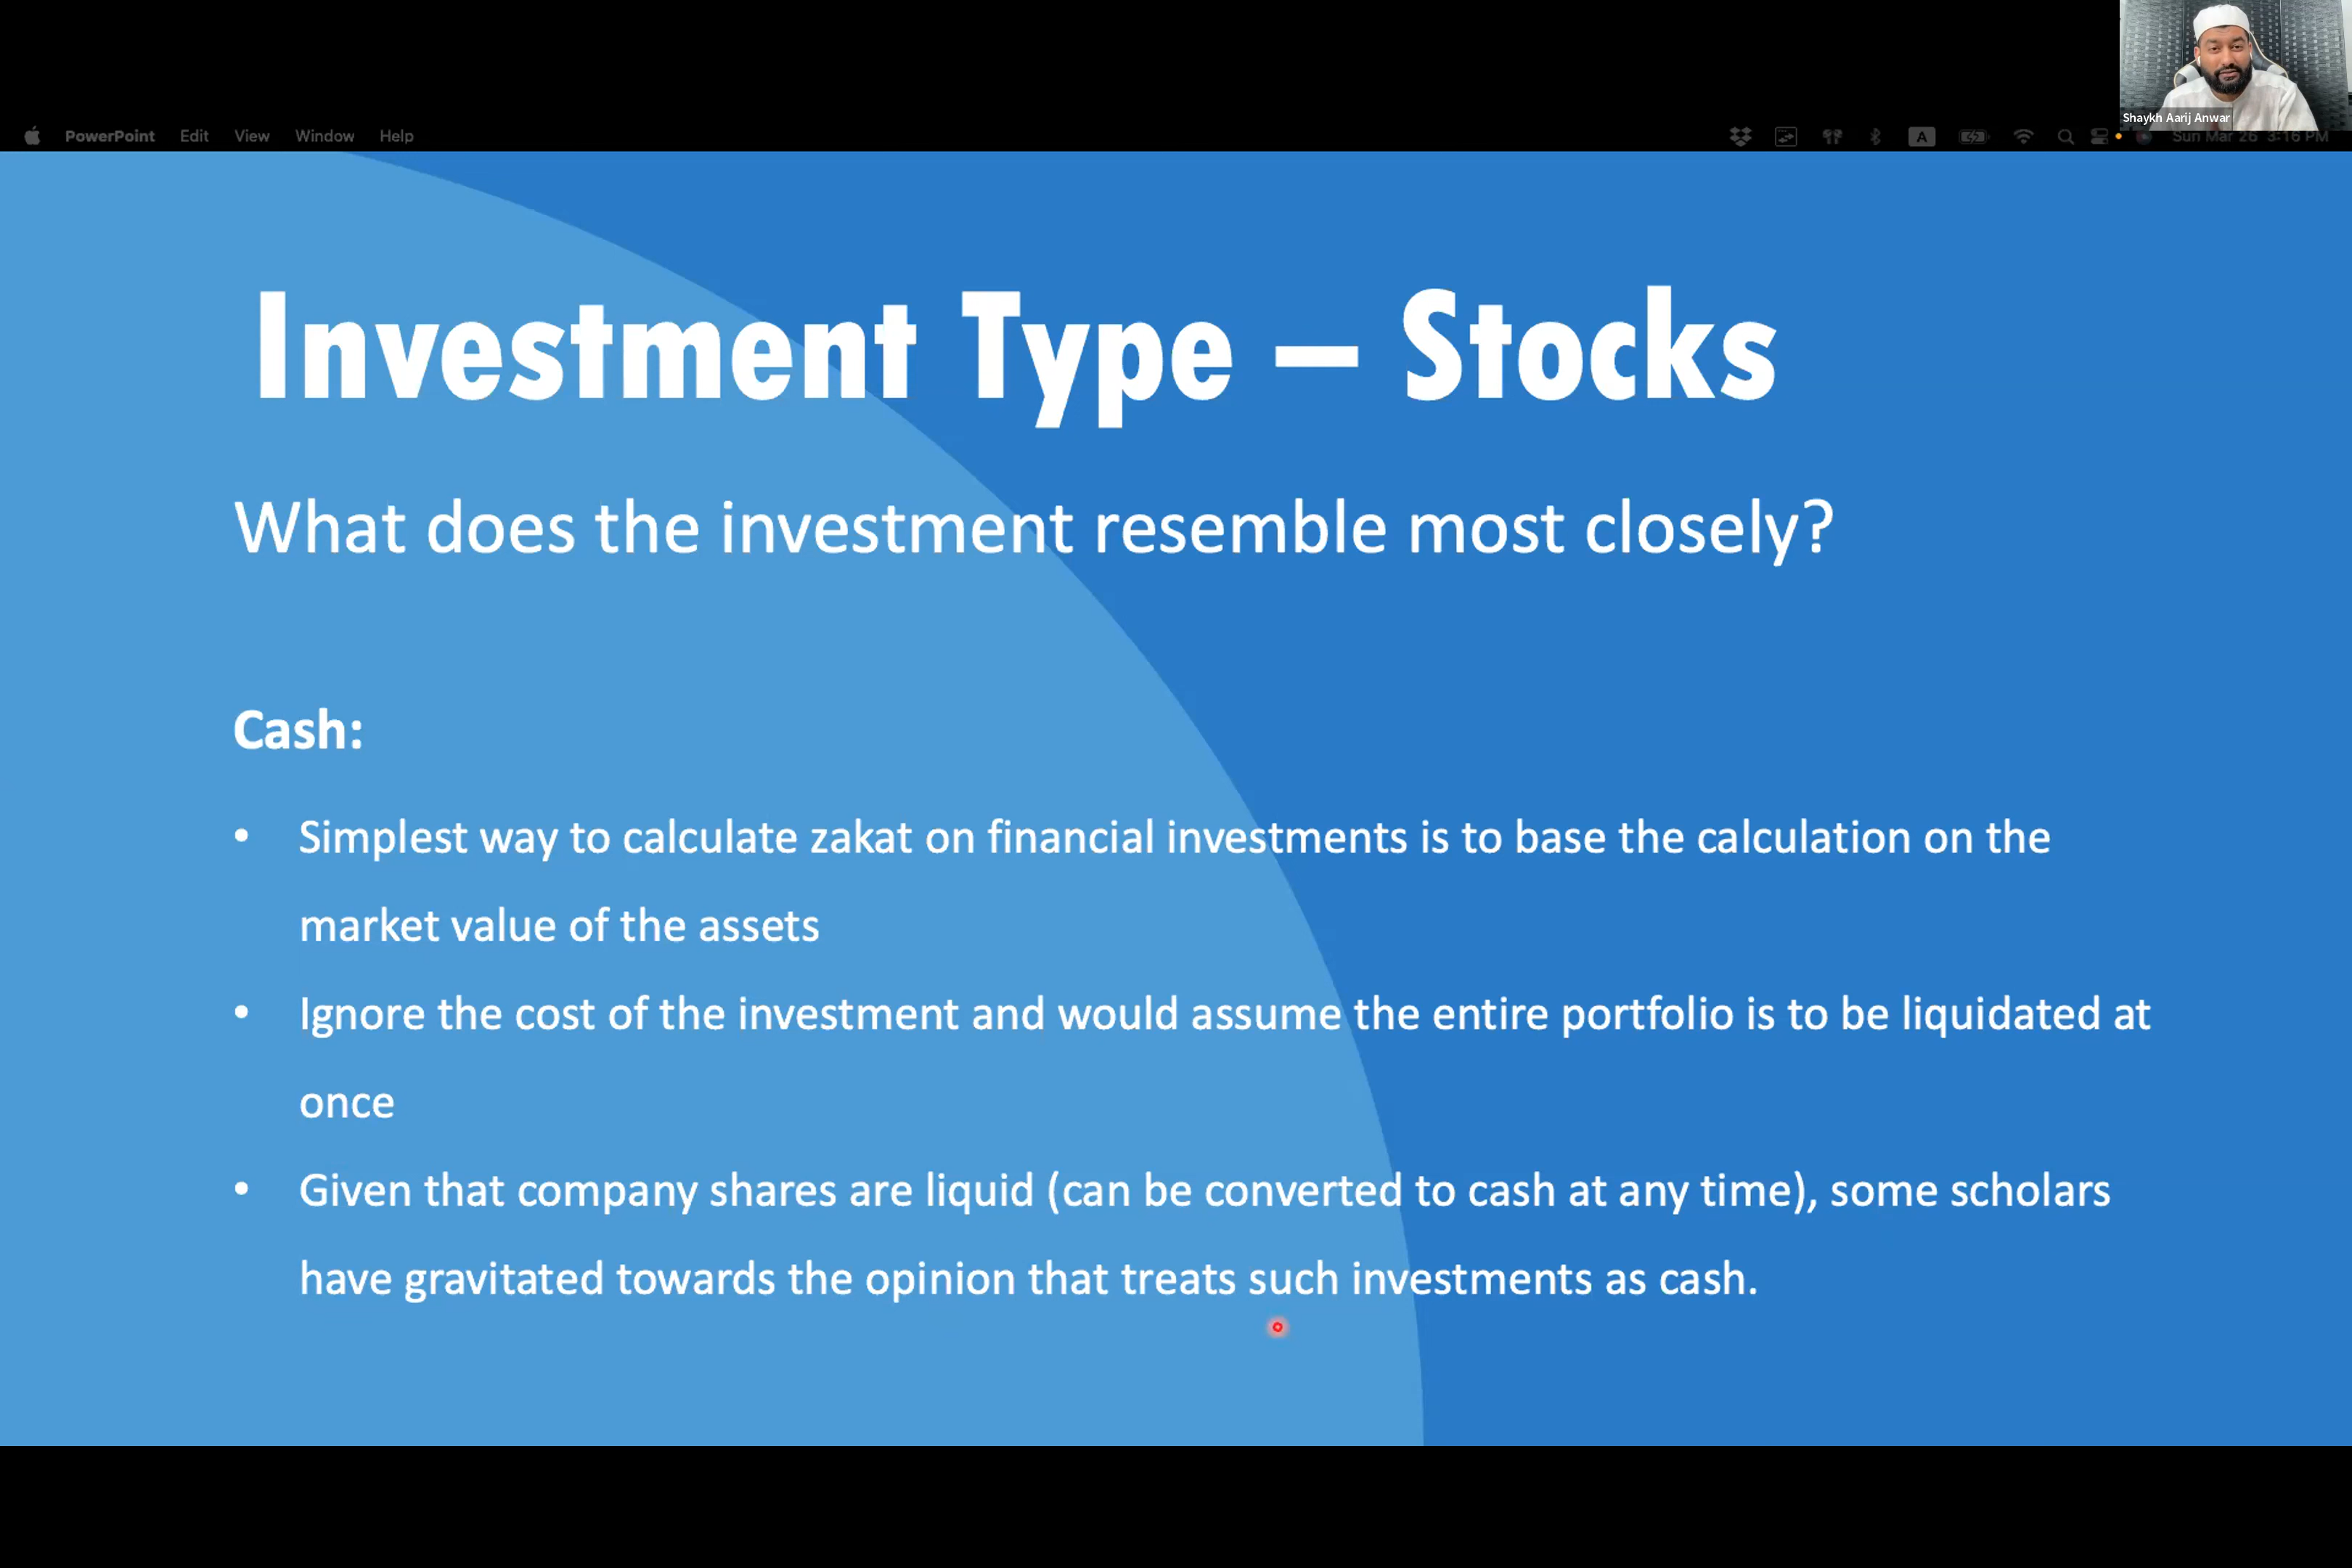 Shaykh Aarij Anwar
PowerPoint Edit View Window Help
A Sun Mar 26 3:16 PM
Investment Type – Stocks
What does the investment resemble most closely?
Cash:
• Simplest way to calculate zakat on financial investments is to base the calculation on the
market value of the assets
• Ignore the cost of the investment and would assume the entire portfolio is to be liquidated at
once
• Given that company shares are liquid (can be converted to cash at any time), some scholars
have gravitated towards the opinion that treats such investments as cash.